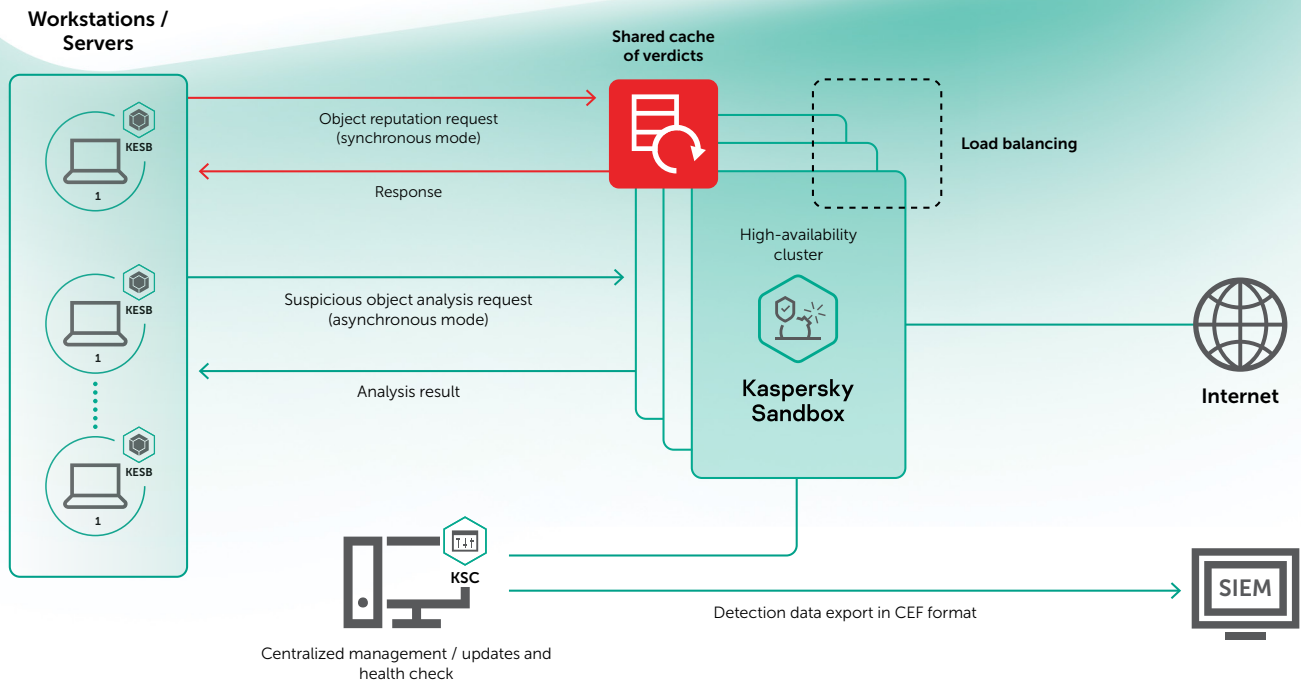 Workstations /
Servers
KESB
1
KESB
1
KESB
1
Object reputation request
(synchronous mode)
Response
Suspicious object analysis request
(asynchronous mode)
Analysis result
Shared cache
of verdicts
Load balancing
High-availability
cluster
Kaspersky
Sandbox
Internet
KSC
Centralized management / updates and
health check
Detection data export in CEF format
SIEM